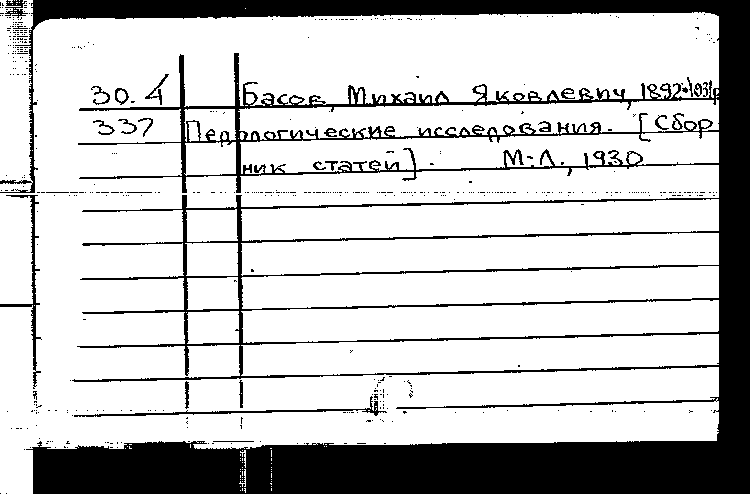 30.4 Басов, Михаил Яковлевич, 1892-1931
337 Педологические исследования. [Сбор
ник статей]. М.-Л., 1930